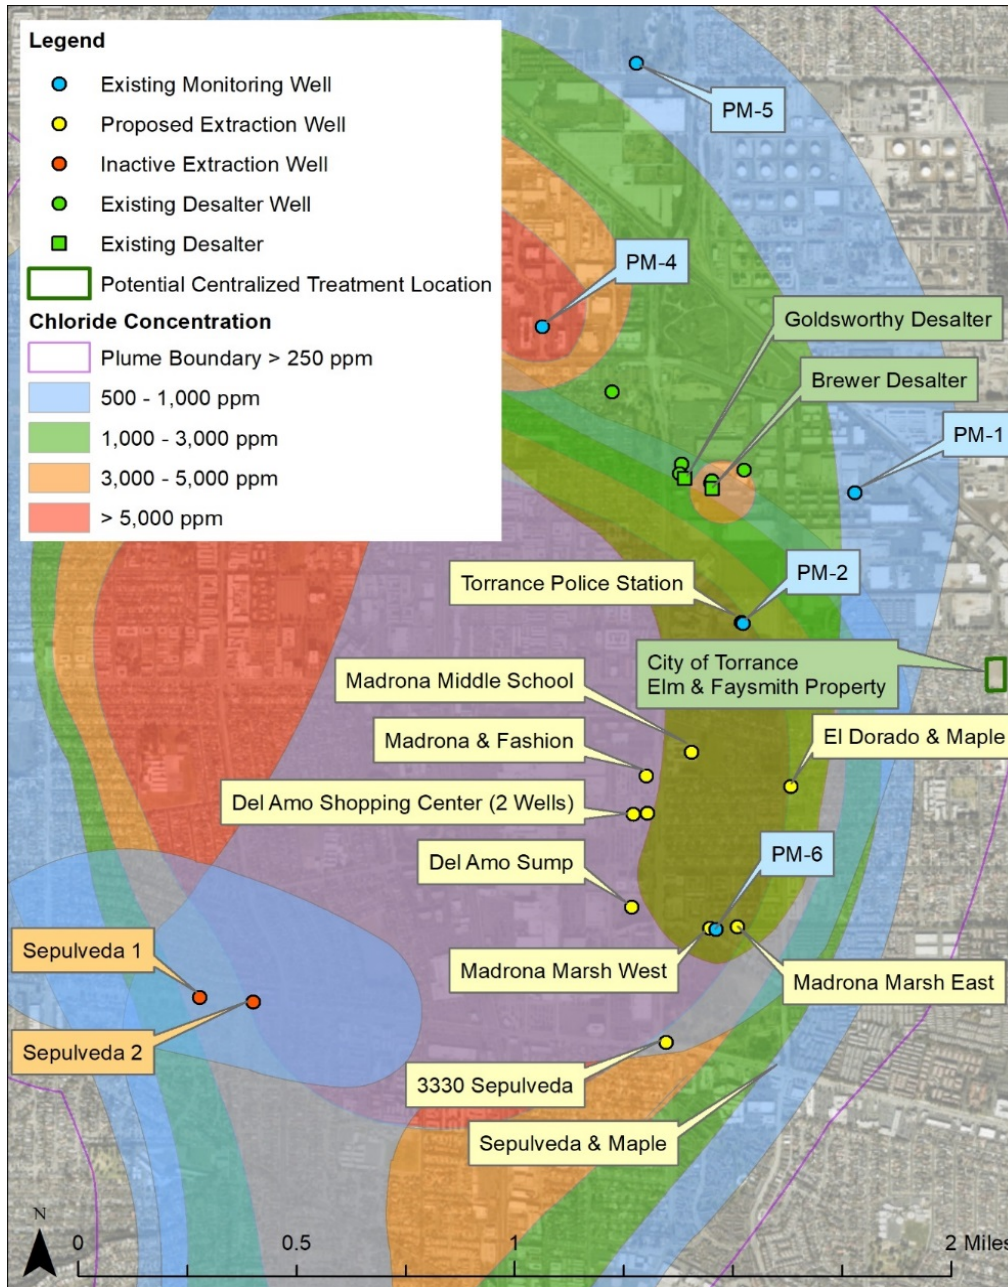 Legend
Existing Monitoring Well
Proposed Extraction Well
Inactive Extraction Well
Existing Desalter Well
Existing Desalter
Potential Centralized Treatment Location
Chloride Concentration
Plume Boundary > 250 ppm
500 - 1,000 ppm
1,000 - 3,000 ppm
3,000 - 5,000 ppm
> 5,000 ppm
PM-5
PM-4
Goldsworthy Desalter
Brewer Desalter
PM-1
PM-2
Torrance Police Station
City of Torrance
Elm & Faysmith Property
Madrona Middle School
El Dorado & Maple
Madrona & Fashion
Del Amo Shopping Center (2 Wells)
PM-6
Del Amo Sump
Sepulveda 1
Madrona Marsh West
Madrona Marsh East
Sepulveda 2
3330 Sepulveda
Sepulveda & Maple
N
0 0.5 1 2 Miles